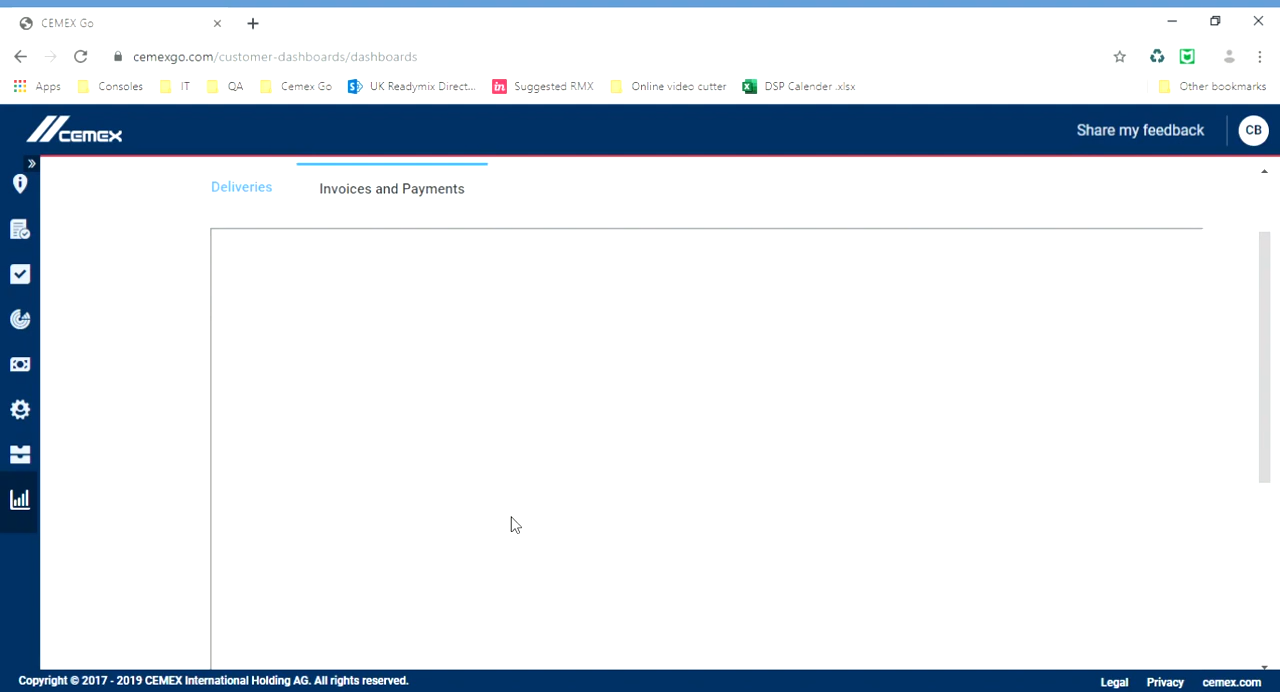 CEMEX Go
cemexgo.com/customer-dashboards/dashboards
Apps Consoles IT QA Cemex Go UK Readymix Direct... Suggested RMX Online video cutter DSP Calender .xlsx Other bookmarks
CEMEX Share my feedback CB
Deliveries Invoices and Payments
Copyright © 2017 - 2019 CEMEX International Holding AG. All rights reserved. Legal Privacy cemex.com